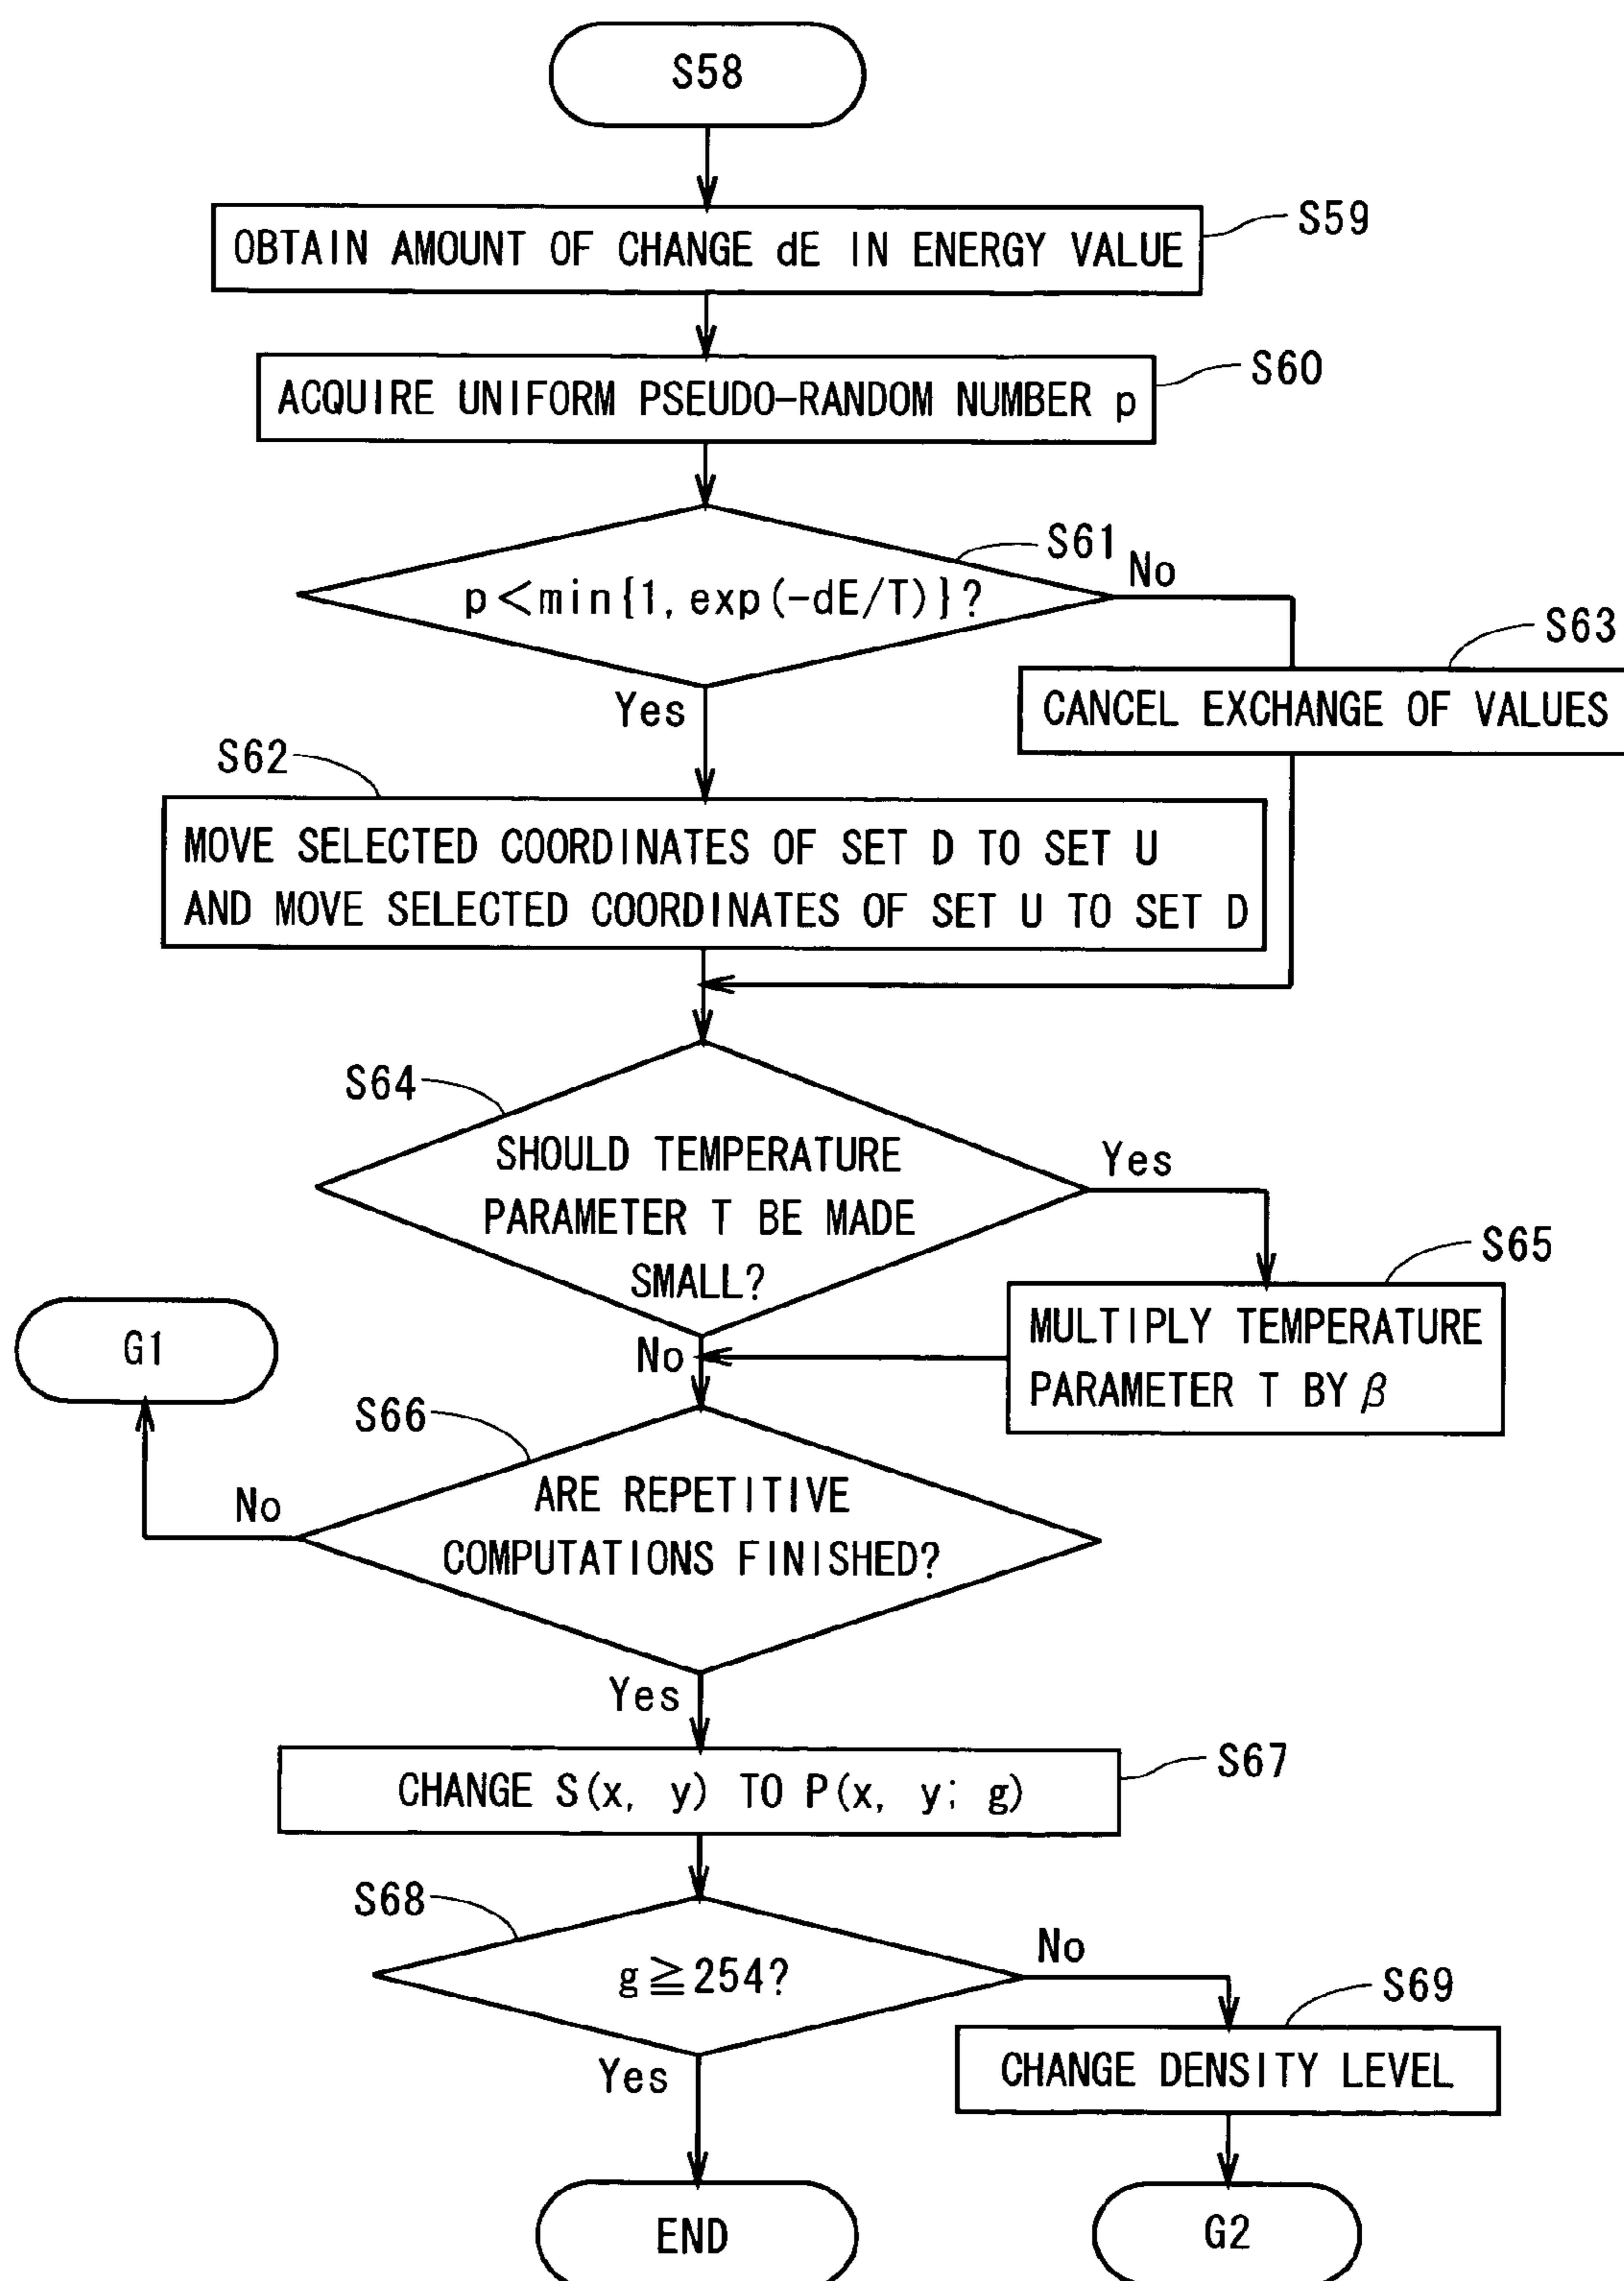 S58
OBTAIN AMOUNT OF CHANGE dE IN ENERGY VALUE
S59
ACQUIRE UNIFORM PSEUDO-RANDOM NUMBER p
S60
p<min{1, exp(-dE/T)}?
S61
No
Yes
S63
CANCEL EXCHANGE OF VALUES
S62
MOVE SELECTED COORDINATES OF SET D TO SET U
AND MOVE SELECTED COORDINATES OF SET U TO SET D
S64
SHOULD TEMPERATURE
PARAMETER T BE MADE
SMALL?
Yes
No
S65
MULTIPLY TEMPERATURE
PARAMETER T BY β
G1
S66
ARE REPETITIVE
COMPUTATIONS FINISHED?
No
Yes
CHANGE S(x, y) TO P(x, y; g)
S67
S68
g≧254?
No
Yes
S69
CHANGE DENSITY LEVEL
END
G2